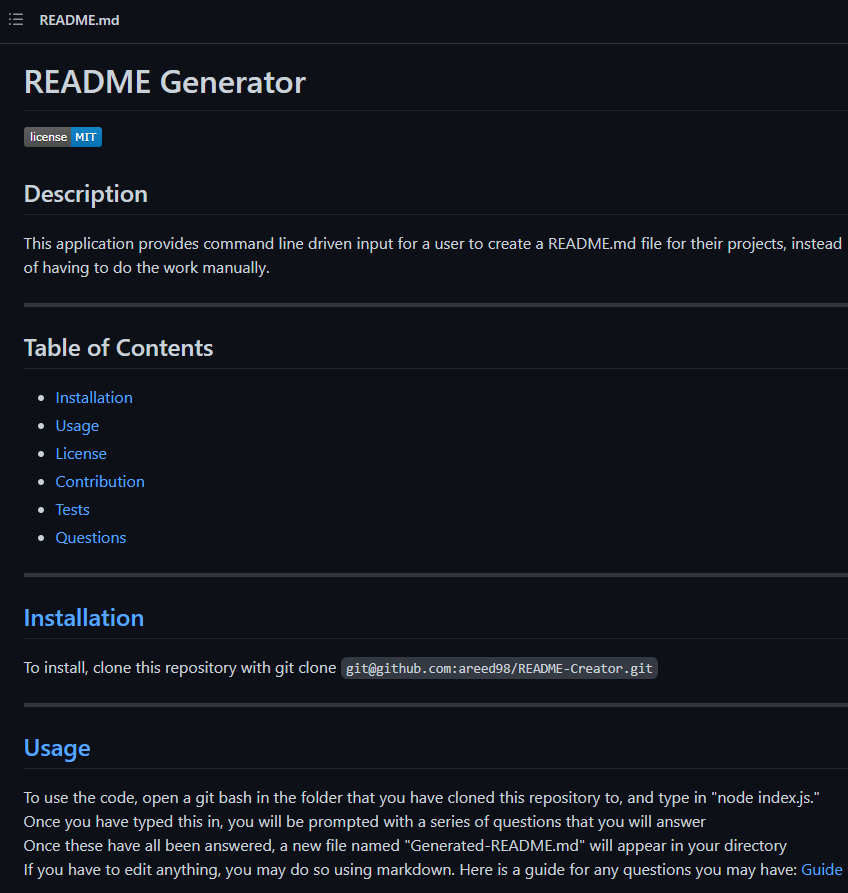 README.md
README Generator
license MIT
Description
This application provides command line driven input for a user to create a README.md file for their projects, instead
of having to do the work manually.
Table of Contents
Installation
Usage
License
Contribution
Tests
Questions
Installation
To install, clone this repository with git clone git@github.com:areed98/README-Creator.git
Usage
To use the code, open a git bash in the folder that you have cloned this repository to, and type in "node index.js."
Once you have typed this in, you will be prompted with a series of questions that you will answer
Once these have all been answered, a new file named "Generated-README.md" will appear in your directory
If you have to edit anything, you may do so using markdown. Here is a guide for any questions you may have: Guide